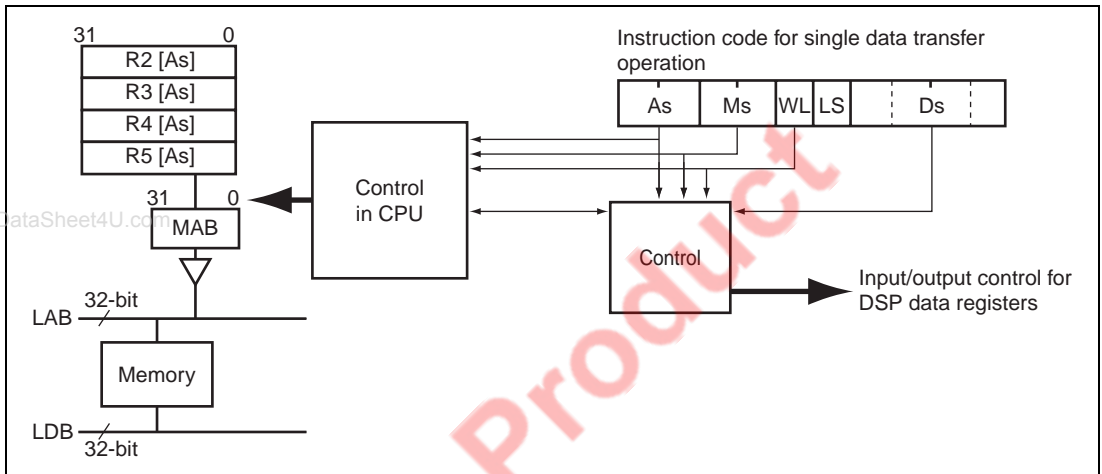 31 0
R2 [As]
R3 [As]
R4 [As]
R5 [As]
31 0
MAB
32-bit
LAB
Memory
LDB
32-bit
Control
in CPU
Instruction code for single data transfer
operation
As Ms WL LS Ds
Control
Input/output control for
DSP data registers
DataSheet4U.com
Product